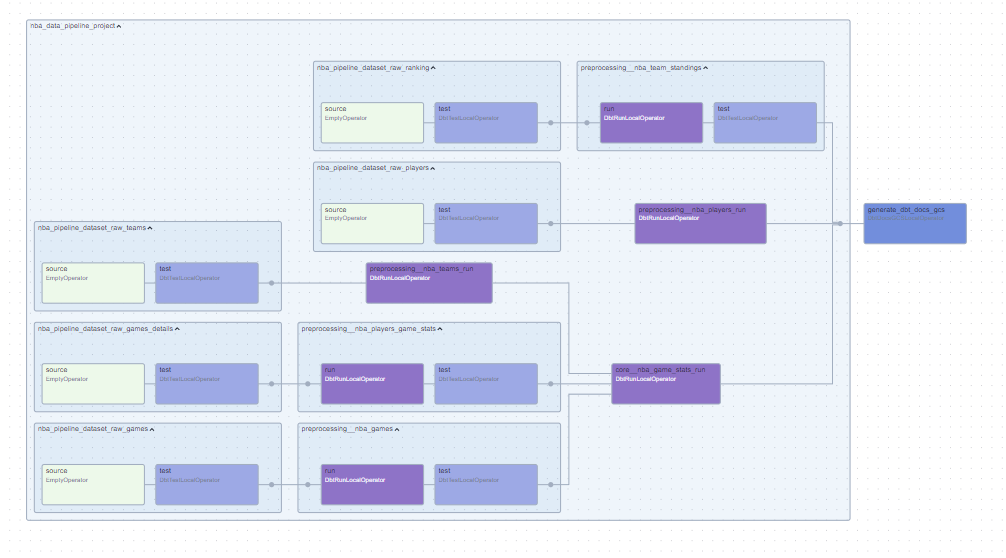 nba_data_pipeline_project
nba_pipeline_dataset_raw_ranking
source
EmptyOperator
test
DbtTestLocalOperator
preprocessing__nba_team_standings
run
DbtRunLocalOperator
test
DbtTestLocalOperator
nba_pipeline_dataset_raw_players
source
EmptyOperator
test
DbtTestLocalOperator
preprocessing__nba_players_run
DbtRunLocalOperator
generate_dbt_docs_gcs
nba_pipeline_dataset_raw_teams
source
EmptyOperator
test
DbtTestLocalOperator
preprocessing__nba_teams_run
DbtRunLocalOperator
nba_pipeline_dataset_raw_games_details
source
EmptyOperator
test
DbtTestLocalOperator
preprocessing__nba_players_game_stats
run
DbtRunLocalOperator
test
DbtTestLocalOperator
core__nba_game_stats_run
DbtRunLocalOperator
nba_pipeline_dataset_raw_games
source
EmptyOperator
test
DbtTestLocalOperator
preprocessing__nba_games
run
DbtRunLocalOperator
test
DbtTestLocalOperator